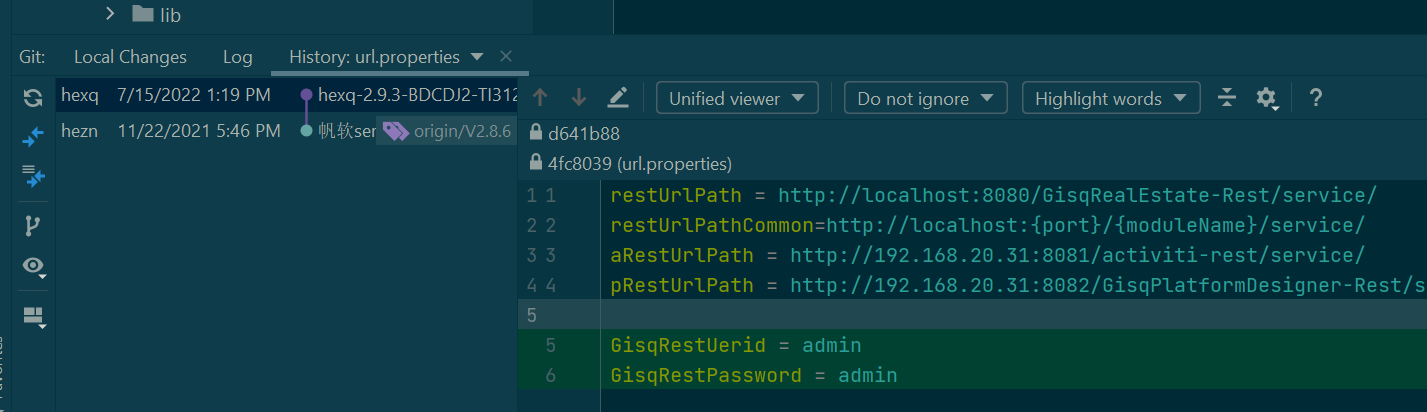 lib
Git: Local Changes Log History: url.properties
hexq 7/15/2022 1:19 PM hexq-2.9.3-BDCDJ2-TI312
hezn 11/22/2021 5:46 PM 帆软ser origin/V2.8.6
Unified viewer Do not ignore Highlight words ?
d641b88
4fc8039 (url.properties)
1 1 restUrlPath = http://localhost:8080/GisqRealEstate-Rest/service/
2 2 restUrlPathCommon=http://localhost:{port}/{moduleName}/service/
3 3 aRestUrlPath = http://192.168.20.31:8081/activiti-rest/service/
4 4 pRestUrlPath = http://192.168.20.31:8082/GisqPlatformDesigner-Rest/s
5
5 GisqRestUerid = admin
6 GisqRestPassword = admin